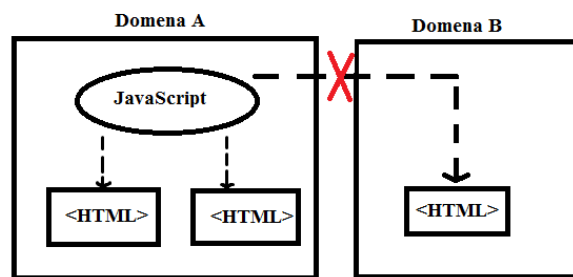 Domena A
Domena B
JavaScript
<HTML>
<HTML>
<HTML>